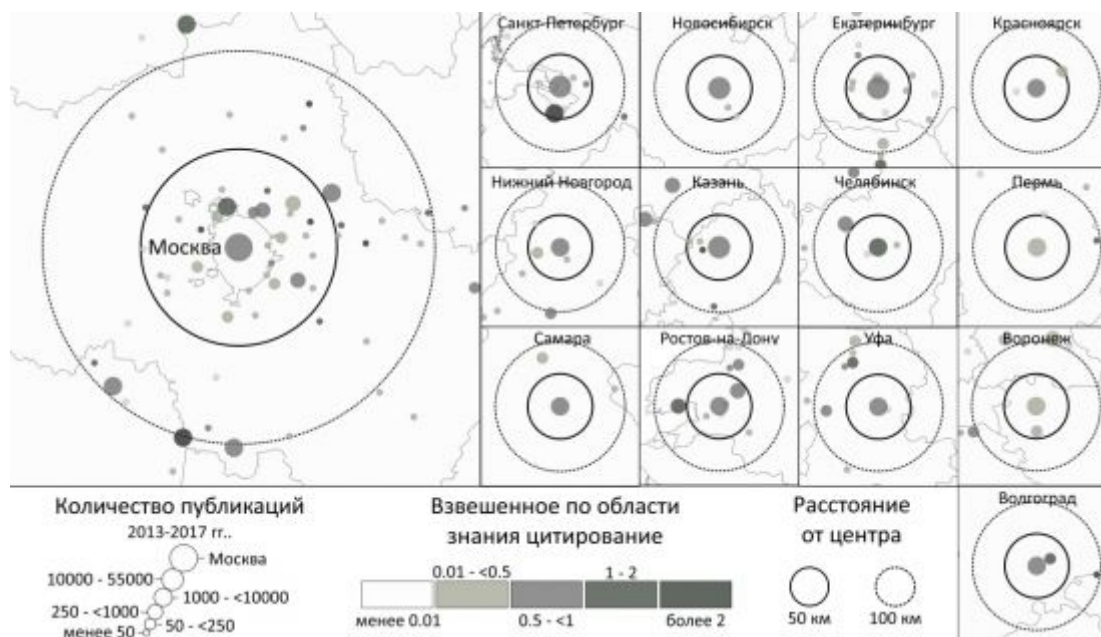 Санкт-Петербург
Новосибирск
Екатеринбург
Красноярск
Москва
Нижний Новгород
Казань
Челябинск
Пермь
Самара
Ростов-на-Дону
Уфа
Воронеж
Волгоград
Количество публикаций
2013-2017 гг..
Москва
10000 - 55000
1000 - <10000
250 - <1000
50 - <250
менее 50
Взвешенное по области
знания цитирование
0.01 - <0.5
1 - 2
менее 0.01
0.5 - <1
более 2
Расстояние
от центра
50 км
100 км